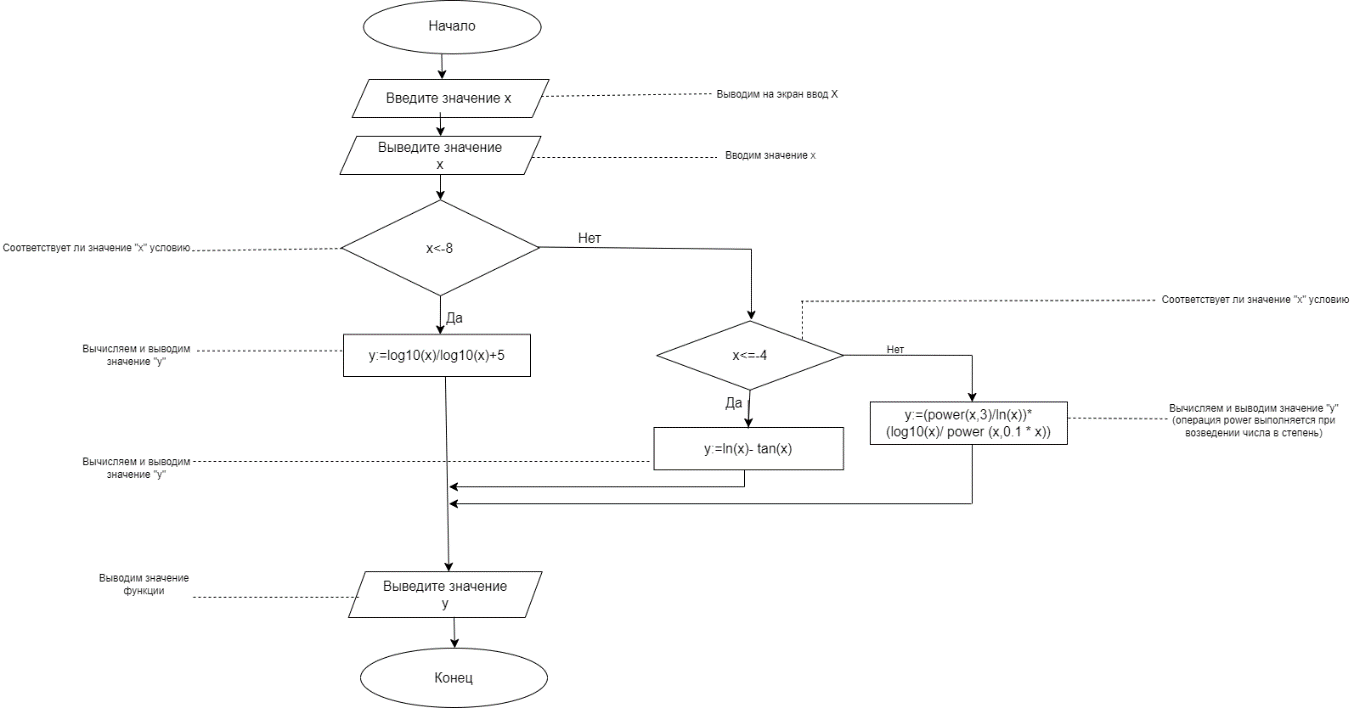 Начало
Введите значение x
Выводим на экран ввод X
Выведите значение
x
Вводим значение x
Соответствует ли значение "x" условию
x<-8
Нет
Да
Соответствует ли значение "x" условию
Вычисляем и выводим
значение "y"
y:=log10(x)/log10(x)+5
x<=-4
Нет
Да
y:=(power(x,3)/ln(x))*
(log10(x)/ power (x,0.1 * x))
Вычисляем и выводим значение "y"
(операция power выполняется при
возведении числа в степень)
Вычисляем и выводим
значение "y"
y:=ln(x)- tan(x)
Выводим значение
функции
Выведите значение
y
Конец